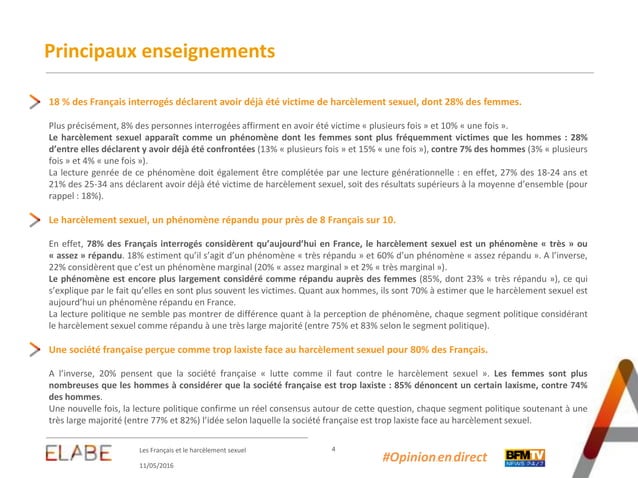 Principaux enseignements
18 % des Français interrogés déclarent avoir déjà été victime de harcèlement sexuel, dont 28% des femmes.
Plus précisément, 8% des personnes interrogées affirment en avoir été victime « plusieurs fois » et 10% « une fois ».
Le harcèlement sexuel apparaît comme un phénomène dont les femmes sont plus fréquemment victimes que les hommes : 28%
d’entre elles déclarent y avoir déjà été confrontées (13% « plusieurs fois » et 15% « une fois »), contre 7% des hommes (3% « plusieurs
fois » et 4% « une fois »).
La lecture genrée de ce phénomène doit également être complétée par une lecture générationnelle : en effet, 27% des 18-24 ans et
21% des 25-34 ans déclarent avoir déjà été victime de harcèlement sexuel, soit des résultats supérieurs à la moyenne d’ensemble (pour
rappel : 18%).
Le harcèlement sexuel, un phénomène répandu pour près de 8 Français sur 10.
En effet, 78% des Français interrogés considèrent qu’aujourd’hui en France, le harcèlement sexuel est un phénomène « très » ou
« assez » répandu. 18% estiment qu’il s’agit d’un phénomène « très répandu » et 60% d’un phénomène « assez répandu ». A l’inverse,
22% considèrent que c’est un phénomène marginal (20% « assez marginal » et 2% « très marginal »).
Le phénomène est encore plus largement considéré comme répandu auprès des femmes (85%, dont 23% « très répandu »), ce qui
s’explique par le fait qu’elles en sont plus souvent les victimes. Quant aux hommes, ils sont 70% à estimer que le harcèlement sexuel est
aujourd’hui un phénomène répandu en France.
La lecture politique ne semble pas montrer de différence quant à la perception de phénomène, chaque segment politique considérant
le harcèlement sexuel comme répandu à une très large majorité (entre 75% et 83% selon le segment politique).
Une société française perçue comme trop laxiste face au harcèlement sexuel pour 80% des Français.
A l’inverse, 20% pensent que la société française « lutte comme il faut contre le harcèlement sexuel ». Les femmes sont plus
nombreuses que les hommes à considérer que la société française est trop laxiste : 85% dénoncent un certain laxisme, contre 74%
des hommes.
Une nouvelle fois, la lecture politique confirme un réel consensus autour de cette question, chaque segment politique soutenant à une
très large majorité (entre 77% et 82%) l’idée selon laquelle la société française est trop laxiste face au harcèlement sexuel.
ELABE
Les Français et le harcèlement sexuel
11/05/2016
4
#Opinionendirect
BFMTV
NEWS 24/7